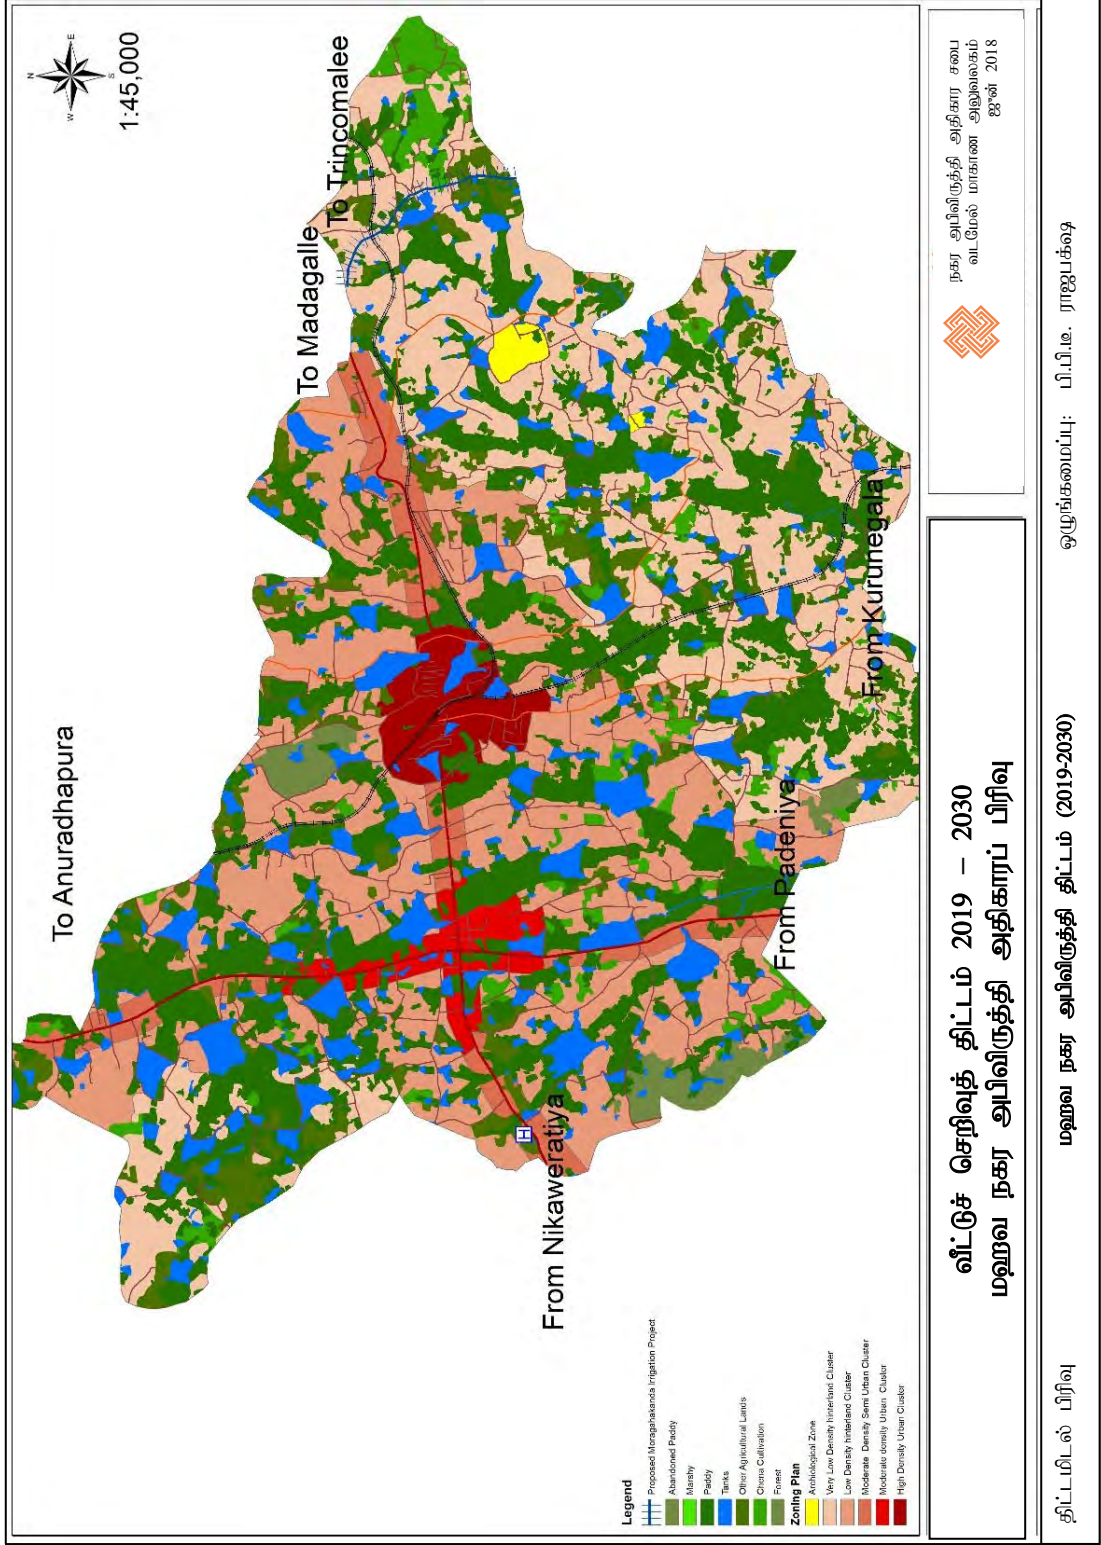 N
E
S
W
1:45,000
To Anuradhapura
To Madagalle
To Trincomalee
From Nikaweratiya
From Padeniya
From Kurunegala
H
Legend
Proposed Moragahakanda Irrigation Project
Abandoned Paddy
Marshy
Paddy
Tanks
Other Agricultural Lands
Chena Cultivation
Forest
Zoning Plan
Archiological Zone
Very Low Density hinterland Cluster
Low Density hinterland Cluster
Moderate Density Semi Urban Cluster
Moderate density Urban Cluster
High Density Urban Cluster
வீட்டுச் செறிவுத் திட்டம் 2019 – 2030
மஹவ நகர அபிவிருத்தி அதிகாரப் பிரிவு
நகர அபிவிருத்தி அதிகார சபை
வடமேல் மாகாண அலுவலகம்
ஜுன் 2018
திட்டமிடல் பிரிவு
மஹவ நகர அபிவிருத்தி திட்டம் (2019-2030)
ஒழுங்கமைப்பு: பி.பி.டீ. ராஜபக்ஷ